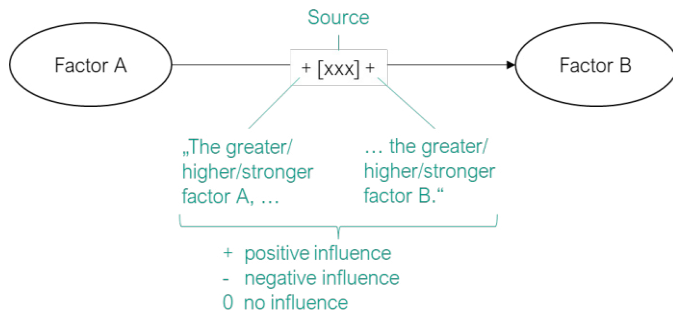 Source
Factor A
+ [xxx] +
Factor B
„The greater/
higher/stronger
factor A, …
… the greater/
higher/stronger
factor B.“
+ positive influence
- negative influence
0 no influence